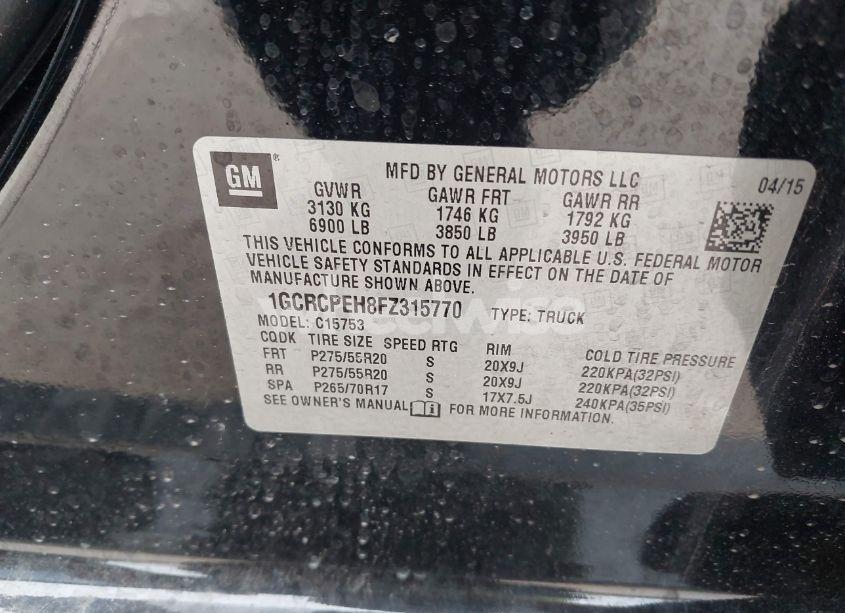 GM
MFD BY GENERAL MOTORS LLC 04/15
GVWR GAWR FRT GAWR RR
3130 KG 1746 KG 1792 KG
6900 LB 3850 LB 3950 LB
THIS VEHICLE CONFORMS TO ALL APPLICABLE U.S. FEDERAL MOTOR
VEHICLE SAFETY STANDARDS IN EFFECT ON THE DATE OF
MANUFACTURE SHOWN ABOVE.
1GCRCPEH8FZ315770 TYPE: TRUCK
MODEL: C15753
CQDK TIRE SIZE SPEED RTG RIM COLD TIRE PRESSURE
FRT P275/55R20 S 20X9J 220KPA(32PSI)
RR P275/55R20 S 20X9J 220KPA(32PSI)
SPA P265/70R17 S 17X7.5J 240KPA(35PSI)
SEE OWNER'S MANUAL FOR MORE INFORMATION.